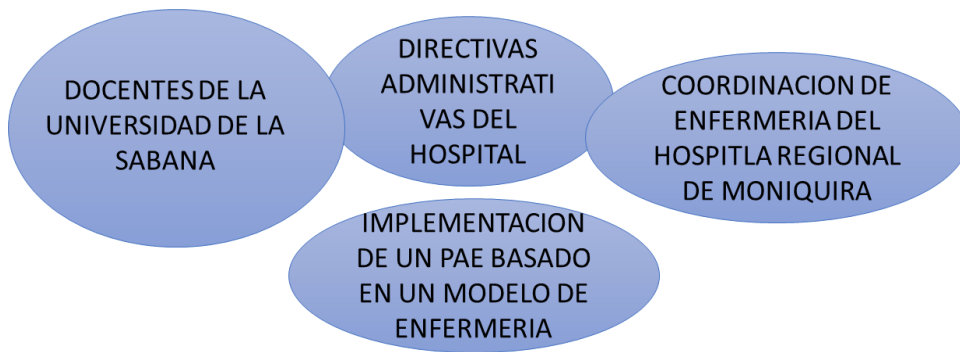 DOCENTES DE LA
UNIVERSIDAD DE LA
SABANA
DIRECTIVAS
ADMINISTRATI
VAS DEL
HOSPITAL
COORDINACION DE
ENFERMERIA DEL
HOSPITLA REGIONAL
DE MONIQUIRA
IMPLEMENTACION
DE UN PAE BASADO
EN UN MODELO DE
ENFERMERIA